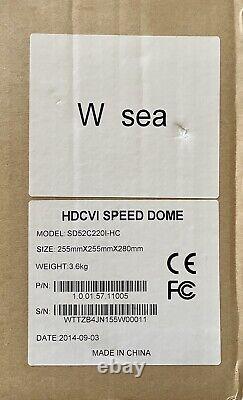 W sea
HDCVI SPEED DOME
MODEL: SD52C220I-HC
SIZE: 255mmX255mmX280mm
WEIGHT:3.6kg
P/N:
1.0.01.57.11005
S/N:
WTTZB4JN155W00011
DATE:2014-09-03
MADE IN CHINA
CE
FC
ebay